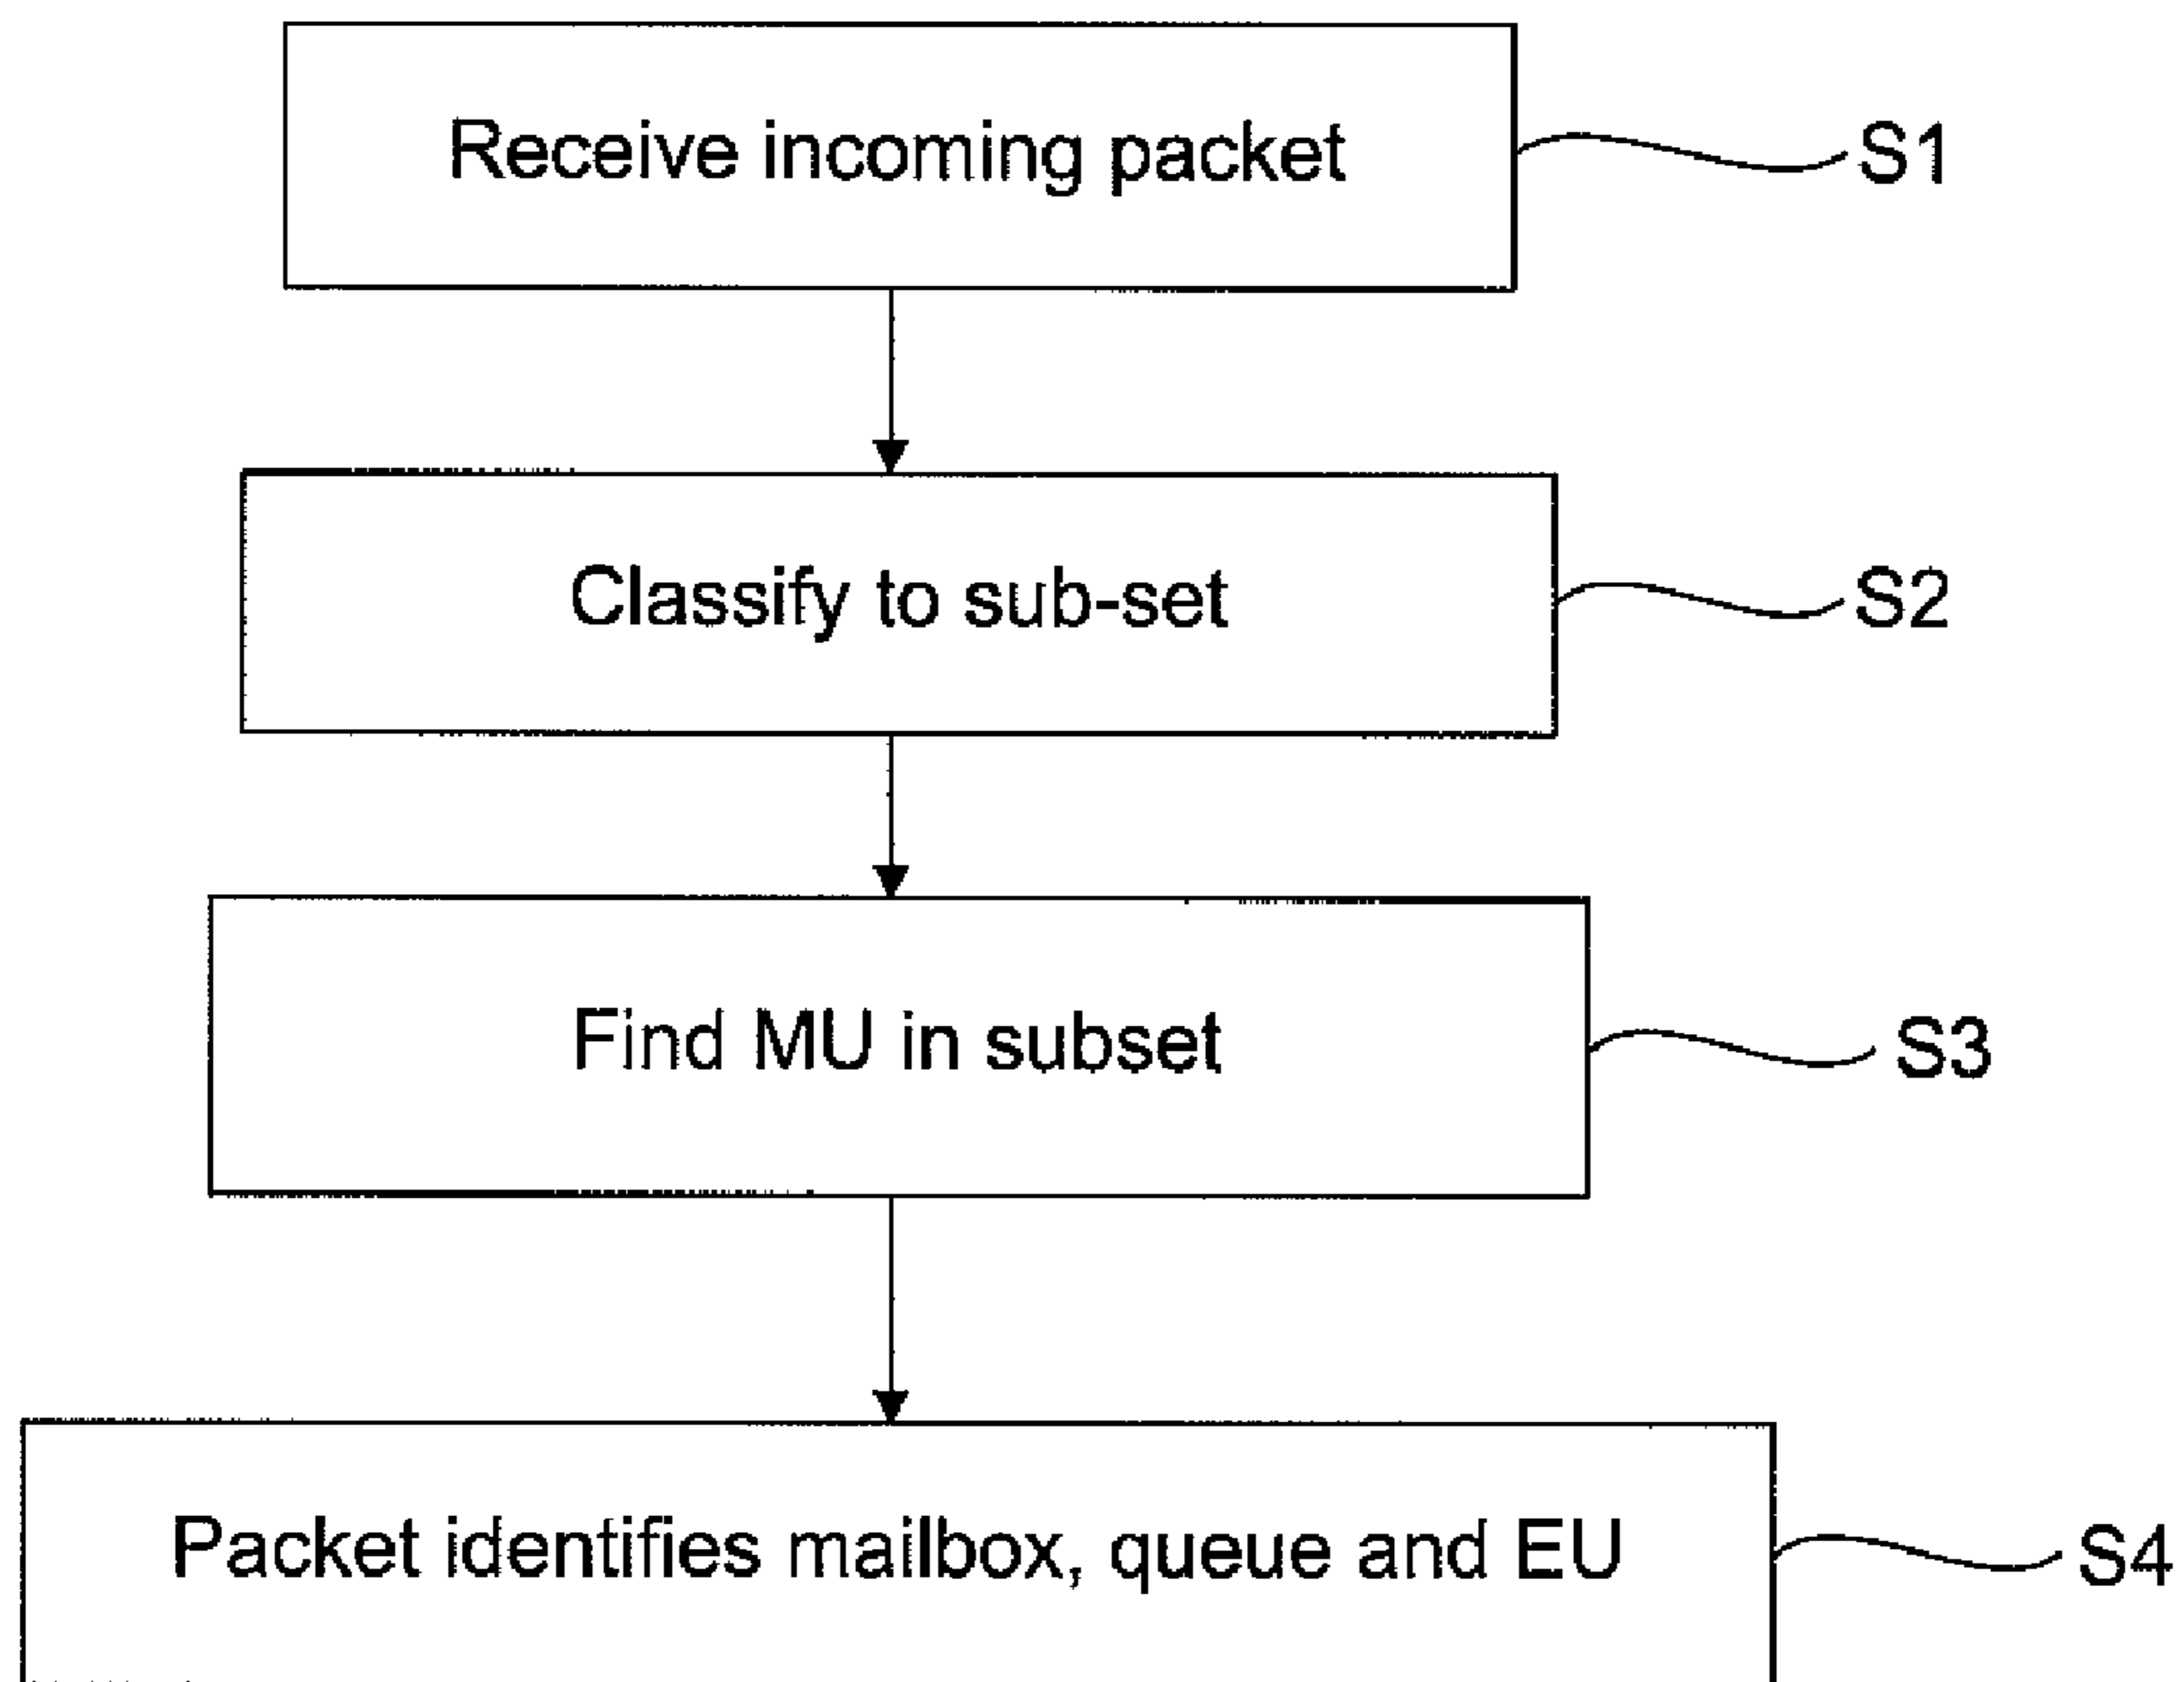 Receive incoming packet
S1
Classify to sub-set
S2
Find MU in subset
S3
Packet identifies mailbox, queue and EU
S4